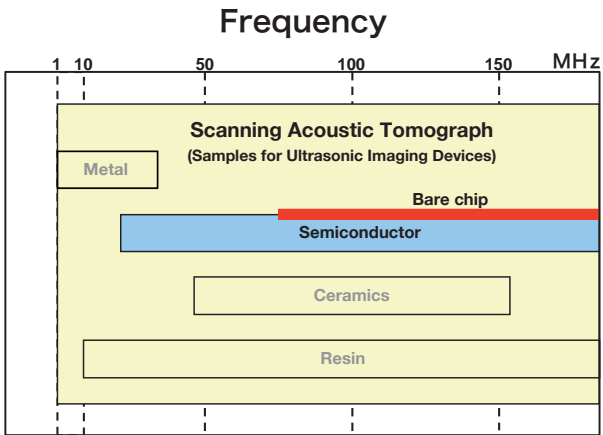 Frequency
1 10 50 100 150 MHz
Scanning Acoustic Tomograph
(Samples for Ultrasonic Imaging Devices)
Metal
Bare chip
Semiconductor
Ceramics
Resin